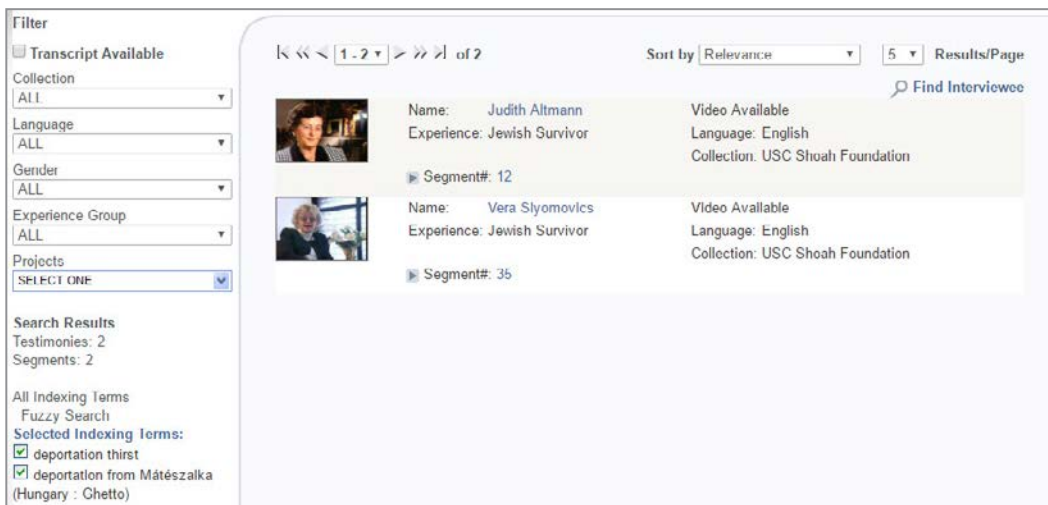 Filter
Transcript Available
Collection
ALL
Language
ALL
Gender
ALL
Experience Group
ALL
Projects
SELECT ONE
Search Results
Testimonies: 2
Segments: 2
All Indexing Terms
Fuzzy Search
Selected Indexing Terms:
deportation thirst
deportation from Mátészalka
(Hungary : Ghetto)
1 - 2 of 2 Sort by Relevance 5 Results/Page
Find Interviewee
Name: Judith Altmann Video Available
Experience: Jewish Survivor Language: English
Collection: USC Shoah Foundation
Segment#: 12
Name: Vera Slyomovics Video Available
Experience: Jewish Survivor Language: English
Collection: USC Shoah Foundation
Segment#: 35